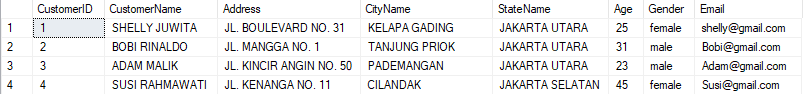 CustomerID CustomerName Address CityName StateName Age Gender Email
1 1 SHELLY JUWITA JL. BOULEVARD NO. 31 KELAPA GADING JAKARTA UTARA 25 female shelly@gmail.com
2 2 BOBI RINALDO JL. MANGGA NO. 1 TANJUNG PRIOK JAKARTA UTARA 31 male Bobi@gmail.com
3 3 ADAM MALIK JL. KINCIR ANGIN NO. 50 PADEMANGAN JAKARTA UTARA 23 male Adam@gmail.com
4 4 SUSI RAHMAWATI JL. KENANGA NO. 11 CILANDAK JAKARTA SELATAN 45 female Susi@gmail.com